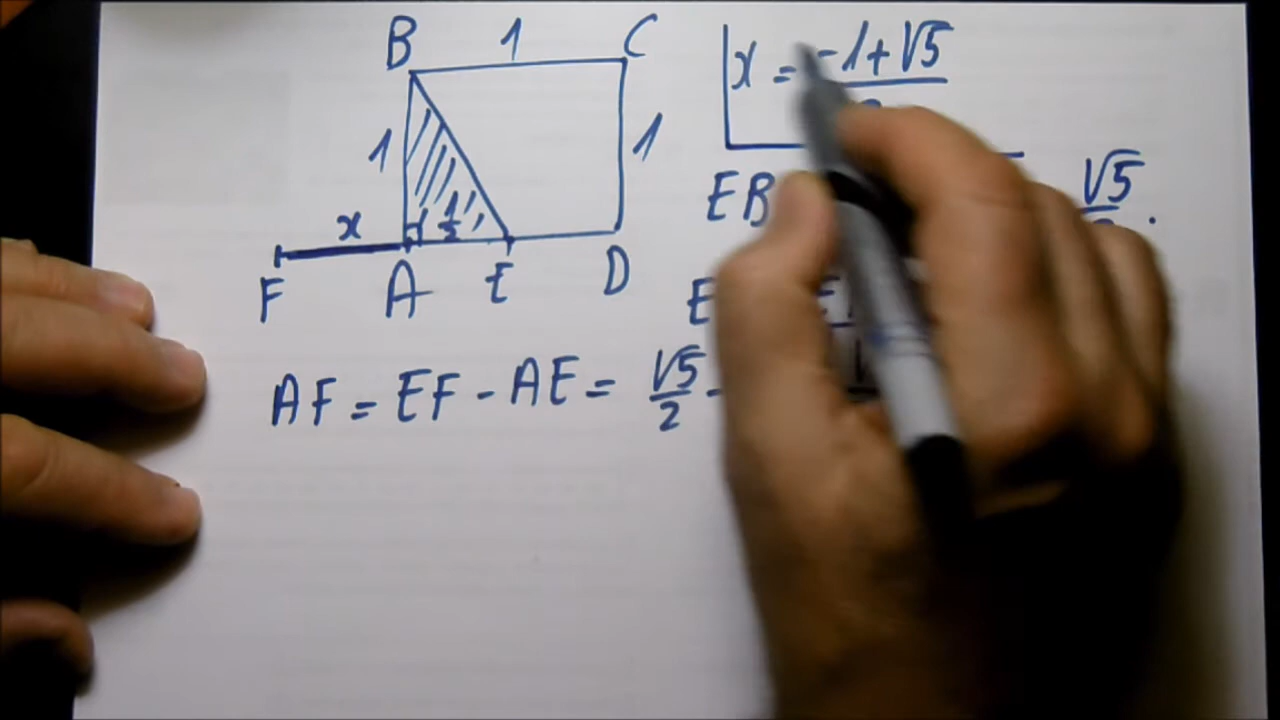 B 1 C
x = -1+√5
1 1
EB √5
x 1/2
F A E D
E
AF = EF - AE = √5/2 -